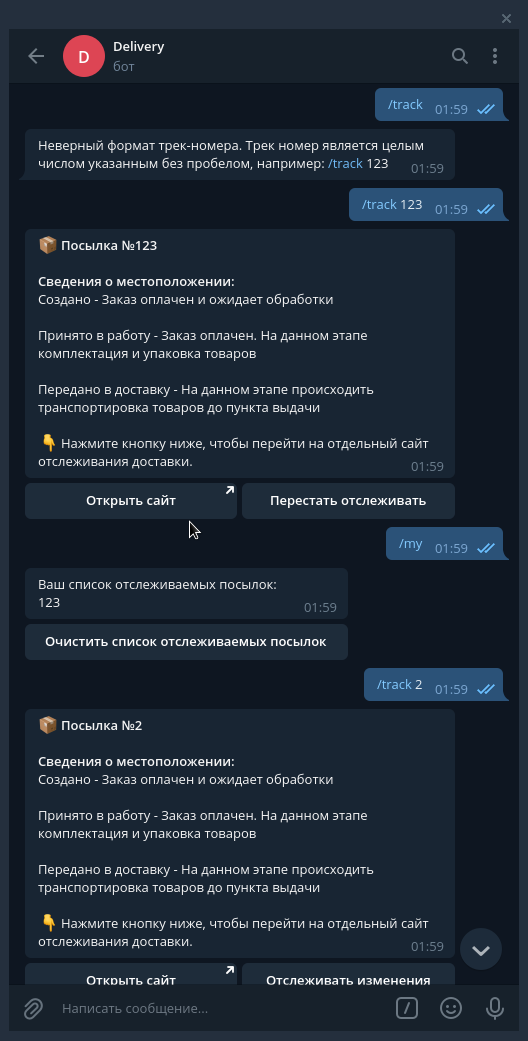 Delivery
бот
/track 01:59
Неверный формат трек-номера. Трек номер является целым
числом указанным без пробелом, например: /track 123 01:59
/track 123 01:59
📦 Посылка №123
Сведения о местоположении:
Создано - Заказ оплачен и ожидает обработки
Принято в работу - Заказ оплачен. На данном этапе
комплектация и упаковка товаров
Передано в доставку - На данном этапе происходить
транспортировка товаров до пункта выдачи
👇 Нажмите кнопку ниже, чтобы перейти на отдельный сайт
отслеживания доставки. 01:59
Открыть сайт Перестать отслеживать
/my 01:59
Ваш список отслеживаемых посылок:
123 01:59
Очистить список отслеживаемых посылок
/track 2 01:59
📦 Посылка №2
Сведения о местоположении:
Создано - Заказ оплачен и ожидает обработки
Принято в работу - Заказ оплачен. На данном этапе
комплектация и упаковка товаров
Передано в доставку - На данном этапе происходить
транспортировка товаров до пункта выдачи
👇 Нажмите кнопку ниже, чтобы перейти на отдельный сайт
отслеживания доставки. 01:59
Открыть сайт Отслеживать изменения
Написать сообщение...